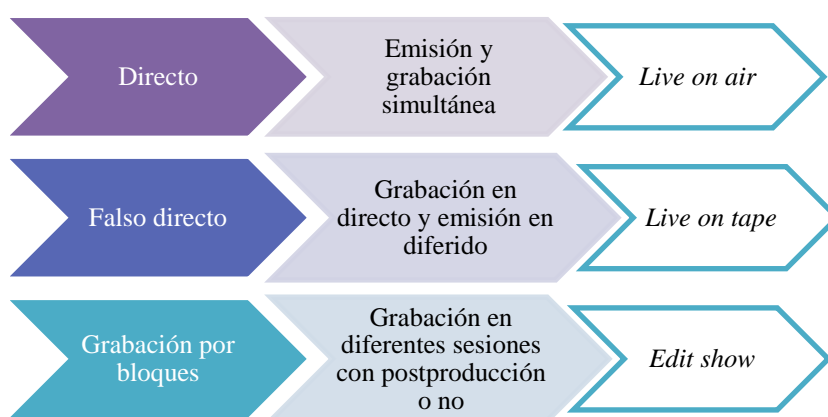 Directo
Emisión y
grabación
simultánea
Live on air
Falso directo
Grabación en
directo y emisión en
diferido
Live on tape
Grabación por
bloques
Grabación en
diferentes sesiones
con postproducción
o no
Edit show